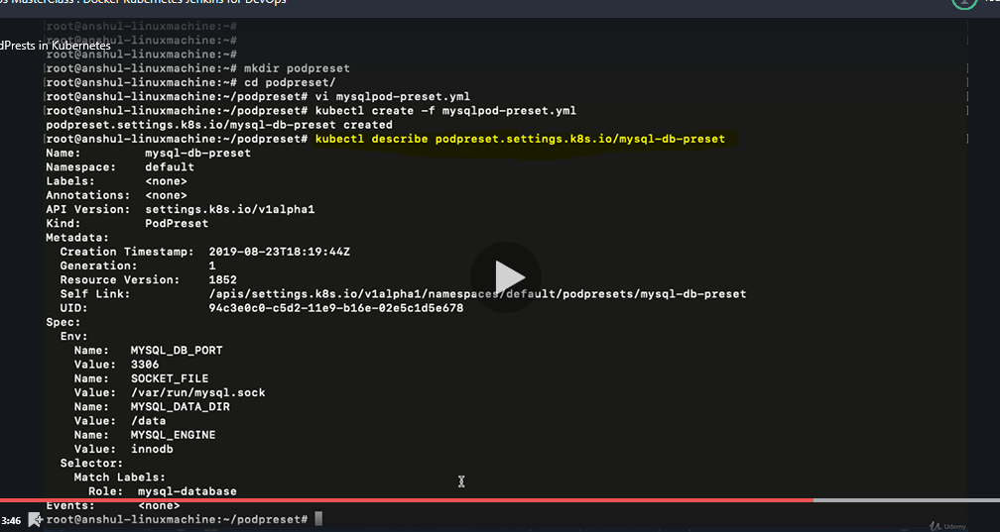 MasterClass : Docker Kubernetes Jenkins for DevOps
root@anshul-linuxmachine:~#
root@anshul-linuxmachine:~#
dPrests in Kubernetes
root@anshul-linuxmachine:~#
[root@anshul-linuxmachine:~# mkdir podpreset ]
[root@anshul-linuxmachine:~# cd podpreset/ ]
[root@anshul-linuxmachine:~/podpreset# vi mysqlpod-preset.yml ]
[root@anshul-linuxmachine:~/podpreset# kubectl create -f mysqlpod-preset.yml ]
podpreset.settings.k8s.io/mysql-db-preset created
[root@anshul-linuxmachine:~/podpreset# kubectl describe podpreset.settings.k8s.io/mysql-db-preset ]
Name: mysql-db-preset
Namespace: default
Labels: <none>
Annotations: <none>
API Version: settings.k8s.io/v1alpha1
Kind: PodPreset
Metadata:
Creation Timestamp: 2019-08-23T18:19:44Z
Generation: 1
Resource Version: 1852
Self Link: /apis/settings.k8s.io/v1alpha1/namespaces/default/podpresets/mysql-db-preset
UID: 94c3e0c0-c5d2-11e9-b16e-02e5c1d5e678
Spec:
Env:
Name: MYSQL_DB_PORT
Value: 3306
Name: SOCKET_FILE
Value: /var/run/mysql.sock
Name: MYSQL_DATA_DIR
Value: /data
Name: MYSQL_ENGINE
Value: innodb
Selector:
Match Labels:
Role: mysql-database
Events: <none>
3:46
root@anshul-linuxmachine:~/podpreset#
Udemy